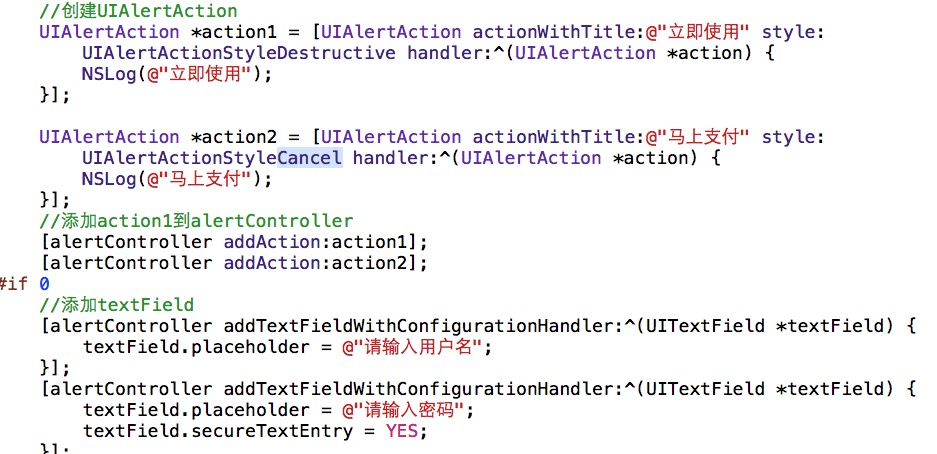 //创建UIAlertAction
UIAlertAction *action1 = [UIAlertAction actionWithTitle:@"立即使用" style:
UIAlertActionStyleDestructive handler:^(UIAlertAction *action) {
NSLog(@"立即使用");
}];
UIAlertAction *action2 = [UIAlertAction actionWithTitle:@"马上支付" style:
UIAlertActionStyleCancel handler:^(UIAlertAction *action) {
NSLog(@"马上支付");
}];
//添加action1到alertController
[alertController addAction:action1];
[alertController addAction:action2];
#if 0
//添加textField
[alertController addTextFieldWithConfigurationHandler:^(UITextField *textField) {
textField.placeholder = @"请输入用户名";
}];
[alertController addTextFieldWithConfigurationHandler:^(UITextField *textField) {
textField.placeholder = @"请输入密码";
textField.secureTextEntry = YES;
}];